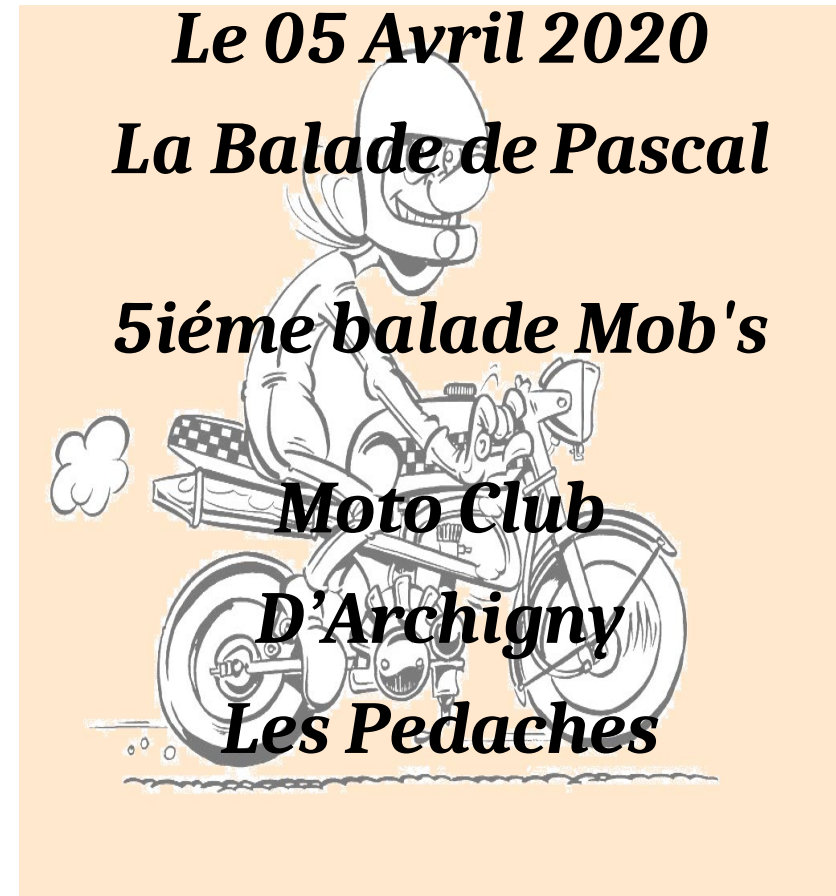 Le 05 Avril 2020
La Balade de Pascal
5iéme balade Mob's
Moto Club
D’Archigny
Les Pedaches